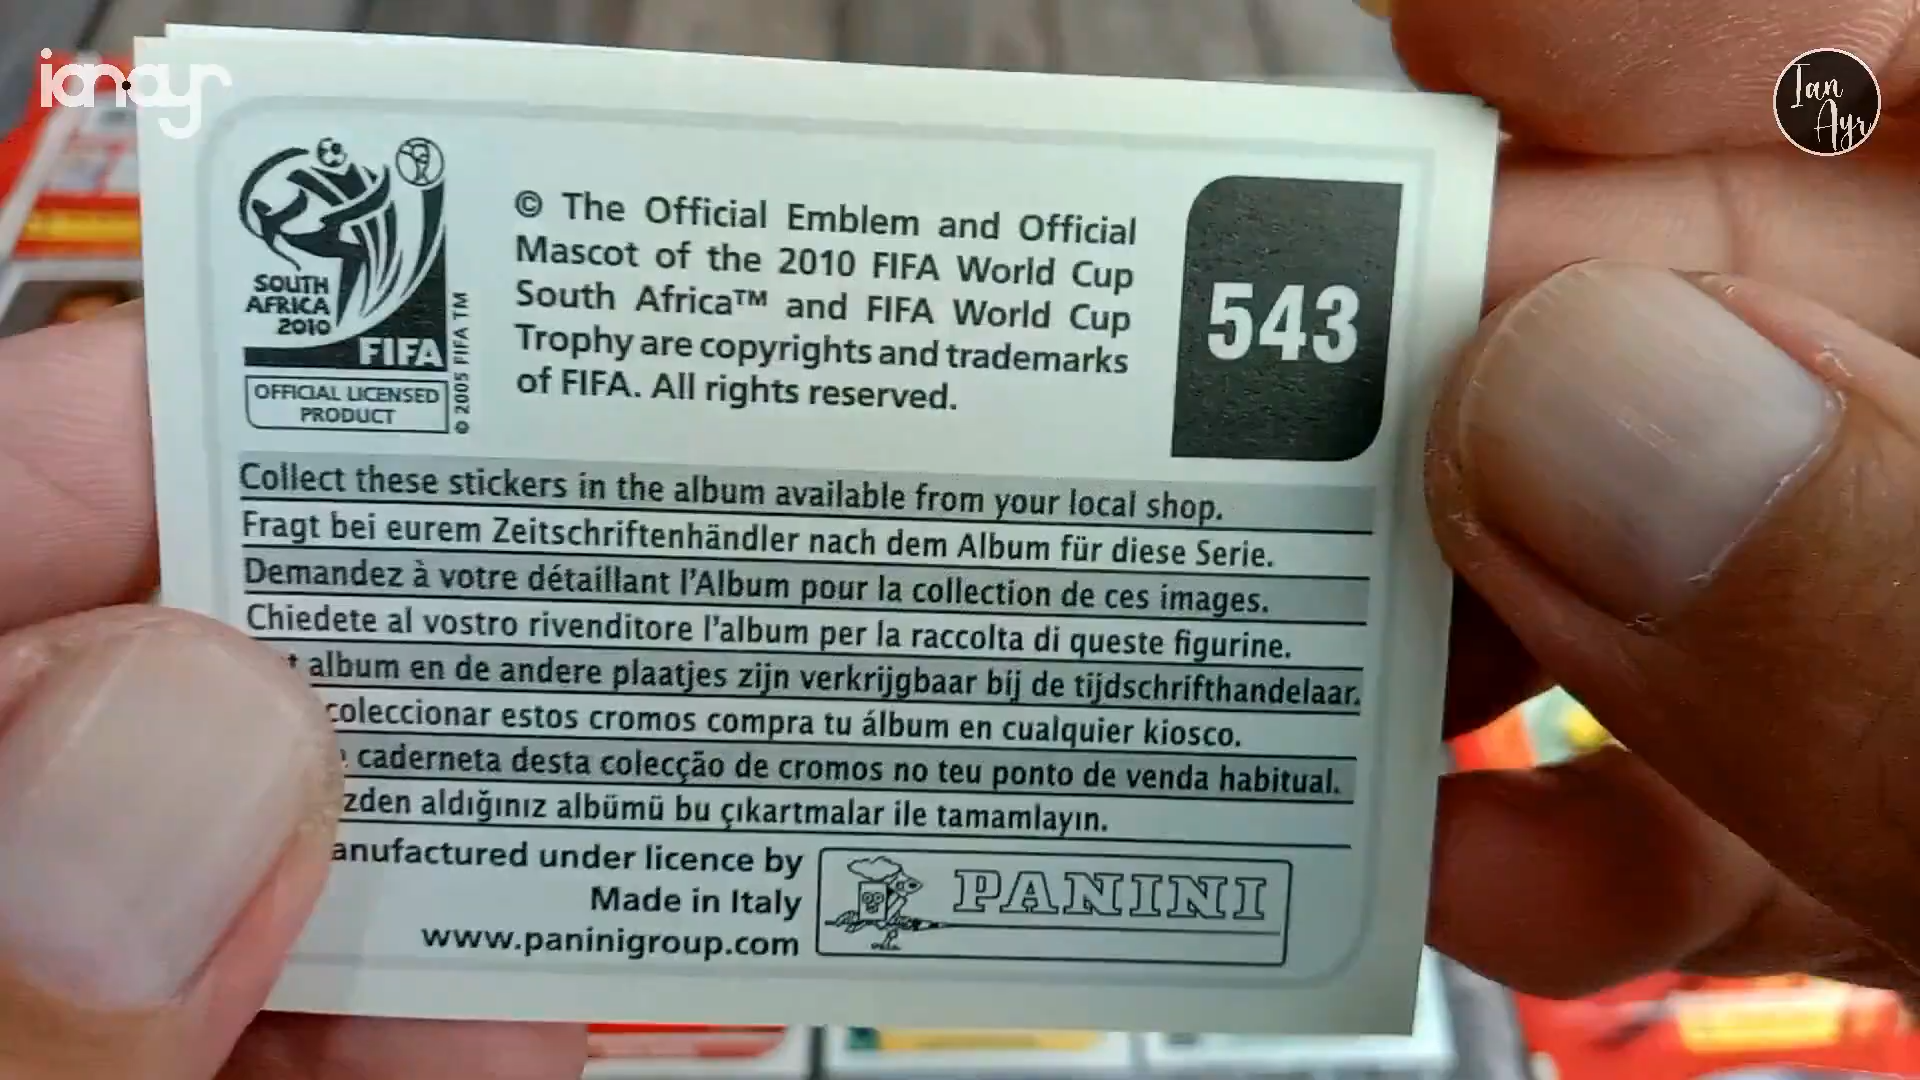 ianayr
Ian
Ayr
SOUTH
AFRICA
2010
FIFA
© 2005 FIFA TM
OFFICIAL LICENSED
PRODUCT
© The Official Emblem and Official
Mascot of the 2010 FIFA World Cup
South Africa™ and FIFA World Cup
Trophy are copyrights and trademarks
of FIFA. All rights reserved.
543
Collect these stickers in the album available from your local shop.
Fragt bei eurem Zeitschriftenhändler nach dem Album für diese Serie.
Demandez à votre détaillant l'Album pour la collection de ces images.
Chiedete al vostro rivenditore l'album per la raccolta di queste figurine.
album en de andere plaatjes zijn verkrijgbaar bij de tijdschrifthandelaar.
coleccionar estos cromos compra tu álbum en cualquier kiosco.
caderneta desta colecção de cromos no teu ponto de venda habitual.
zden aldığınız albümü bu çıkartmalar ile tamamlayın.
anufactured under licence by
Made in Italy
www.paninigroup.com
PANINI